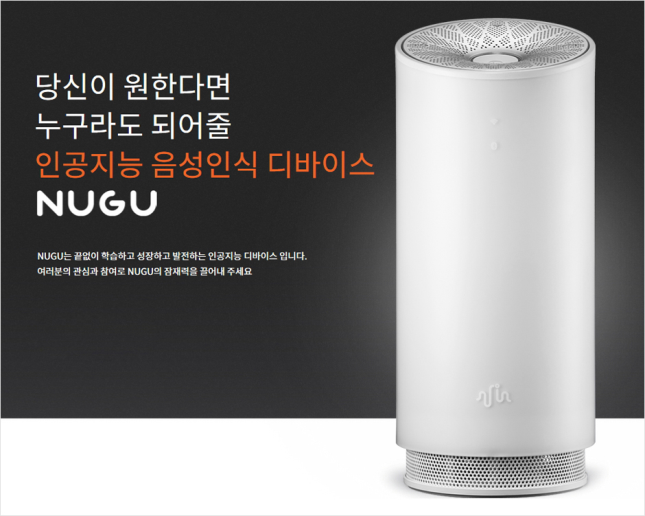 당신이 원한다면
누구라도 되어줄
인공지능 음성인식 디바이스
NUGU
NUGU는 끝없이 학습하고 성장하고 발전하는 인공지능 디바이스 입니다.
여러분의 관심과 참여로 NUGU의 잠재력을 끌어내 주세요